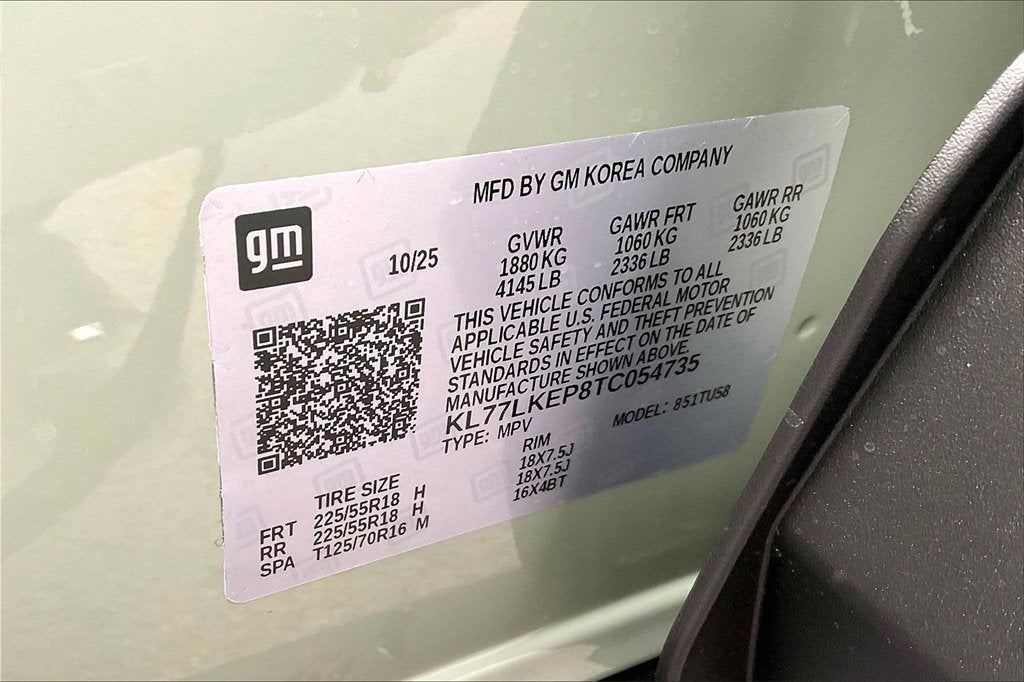 MFD BY GM KOREA COMPANY
gm
10/25
GVWR GAWR FRT GAWR RR
1880 KG 1060 KG 1060 KG
4145 LB 2336 LB 2336 LB
THIS VEHICLE CONFORMS TO ALL
APPLICABLE U.S. FEDERAL MOTOR
VEHICLE SAFETY AND THEFT PREVENTION
STANDARDS IN EFFECT ON THE DATE OF
MANUFACTURE SHOWN ABOVE.
KL77LKEP8TC054735
TYPE: MPV MODEL: 851TU58
TIRE SIZE RIM
FRT 225/55R18 H 18X7.5J
RR 225/55R18 H 18X7.5J
SPA T125/70R16 M 16X4BT